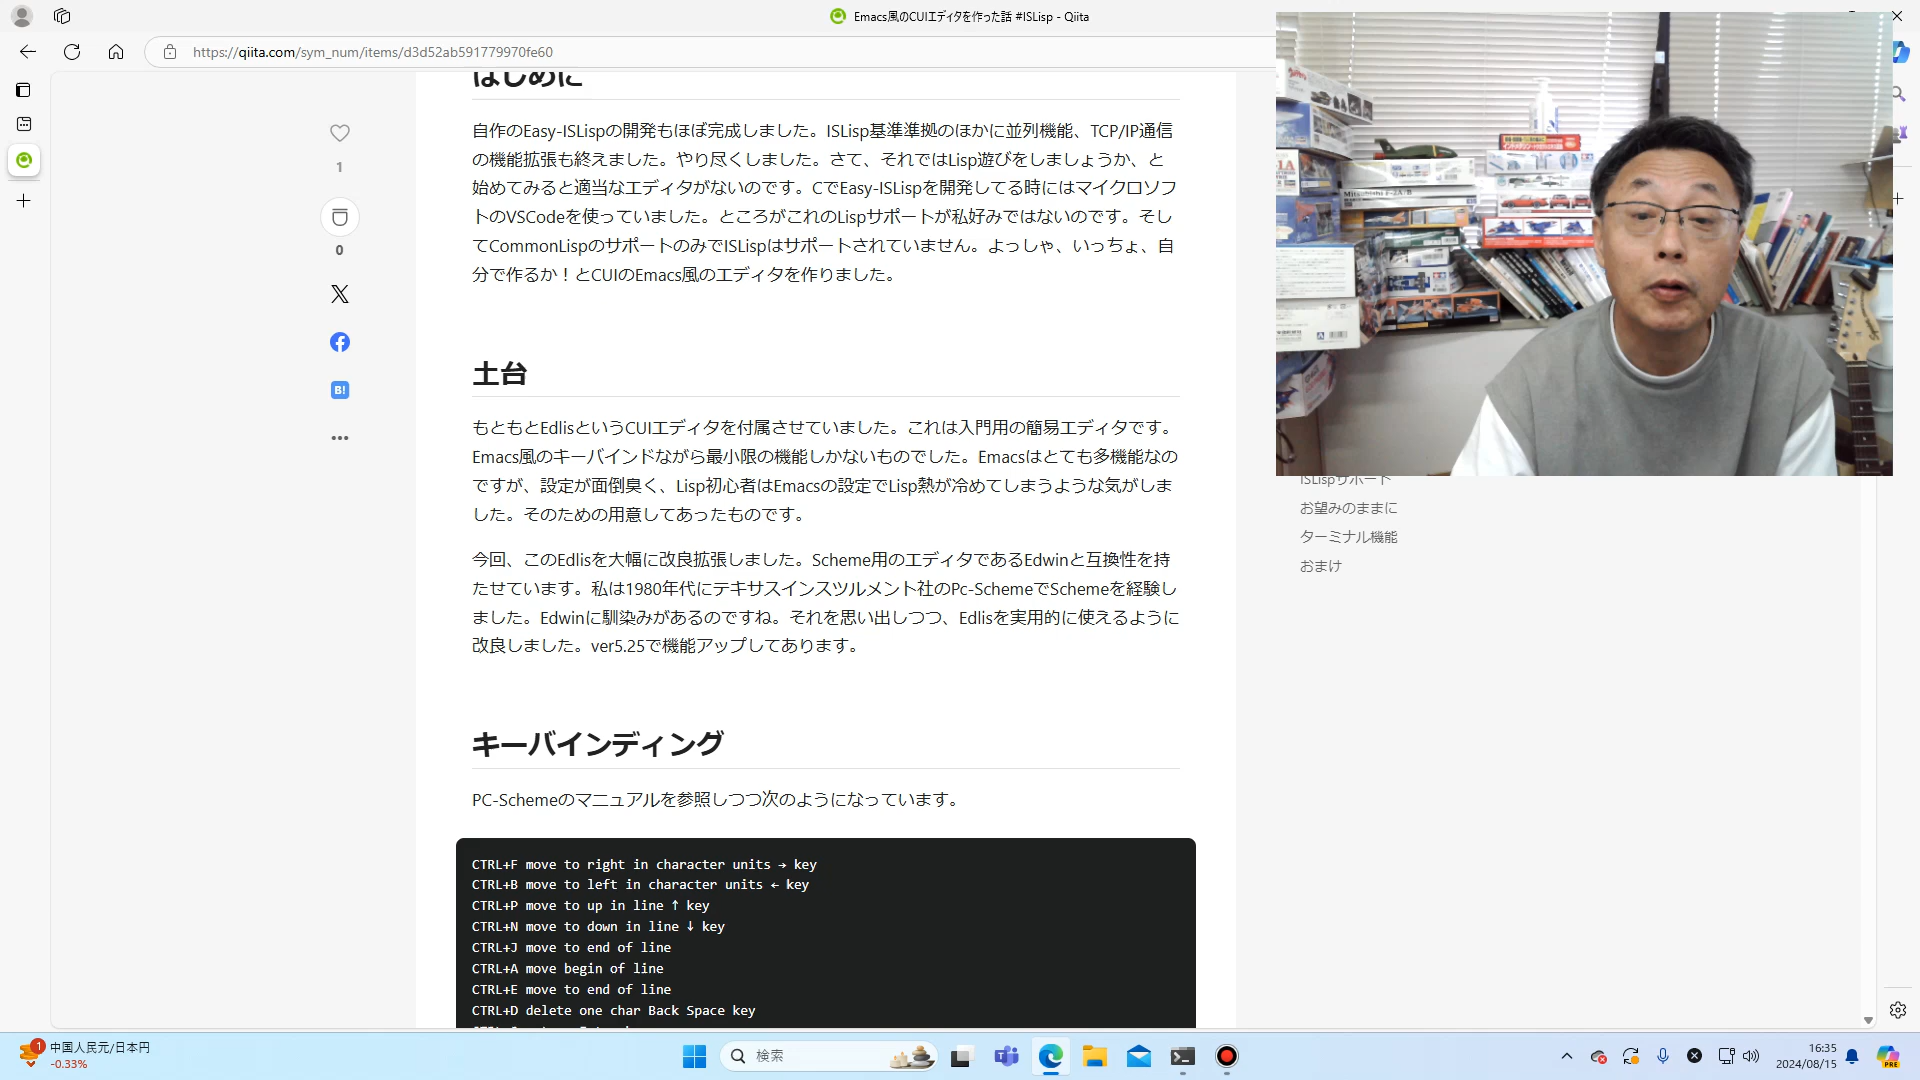 Emacs風のCUIエディタを作った話 #ISLisp - Qiita
https://qiita.com/sym_num/items/d3d52ab591779970fe60
はじめに
自作のEasy-ISLispの開発もほぼ完成しました。ISLisp基準準拠のほかに並列機能、TCP/IP通信
の機能拡張も終えました。やり尽くしました。さて、それではLisp遊びをしましょうか、と
始めてみると適当なエディタがないのです。CでEasy-ISLispを開発してる時にはマイクロソフ
トのVSCodeを使っていました。ところがこれのLispサポートが私好みではないのです。そし
てCommonLispのサポートのみでISLispはサポートされていません。よっしゃ、いっちょ、自
分で作るか！とCUIのEmacs風のエディタを作りました。
1
0
B!
土台
もともとEdlisというCUIエディタを付属させていました。これは入門用の簡易エディタです。
Emacs風のキーバインドながら最小限の機能しかないものでした。Emacsはとても多機能なの
ですが、設定が面倒臭く、Lisp初心者はEmacsの設定でLisp熱が冷めてしまうような気がしま
した。そのための用意してあったものです。
今回、このEdlisを大幅に改良拡張しました。Scheme用のエディタであるEdwinと互換性を持
たせています。私は1980年代にテキサスインスツルメント社のPc-SchemeでSchemeを経験し
ました。Edwinに馴染みがあるのですね。それを思い出しつつ、Edlisを実用的に使えるように
改良しました。ver5.25で機能アップしてあります。
キーバインディング
PC-Schemeのマニュアルを参照しつつ次のようになっています。
CTRL+F move to right in character units → key
CTRL+B move to left in character units ← key
CTRL+P move to up in line ↑ key
CTRL+N move to down in line ↓ key
CTRL+J move to end of line
CTRL+A move begin of line
CTRL+E move to end of line
CTRL+D delete one char Back Space key
ISLispサポート
お望みのままに
ターミナル機能
おまけ
1
中国人民元/日本円
-0.33%
検索
16:35
2024/08/15
PRE